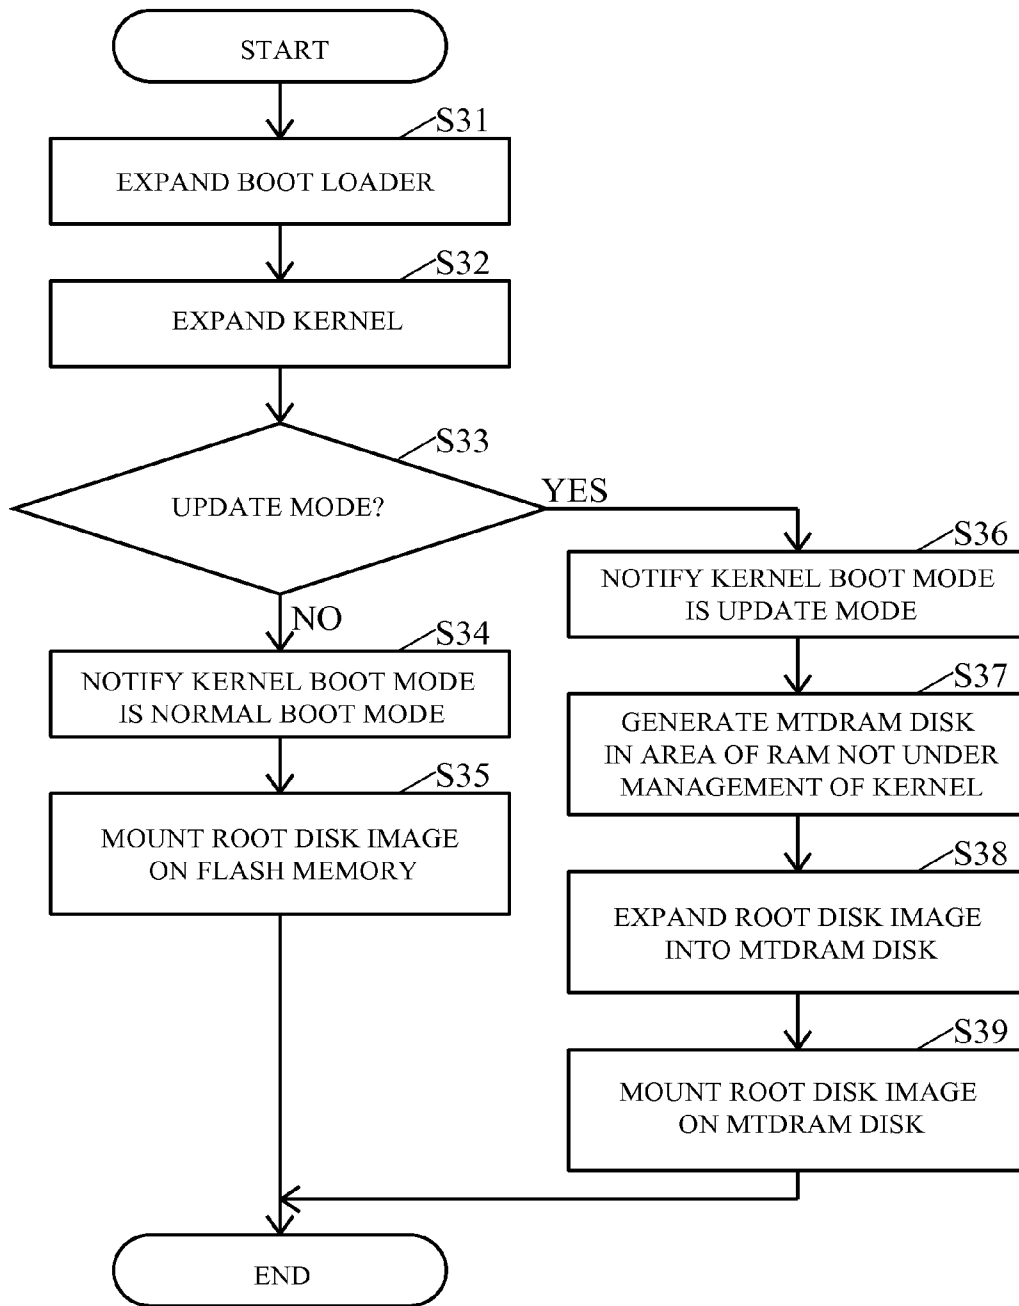 START
S31
EXPAND BOOT LOADER
S32
EXPAND KERNEL
S33
UPDATE MODE?
YES
NO
S34
NOTIFY KERNEL BOOT MODE
IS NORMAL BOOT MODE
S35
MOUNT ROOT DISK IMAGE
ON FLASH MEMORY
S36
NOTIFY KERNEL BOOT MODE
IS UPDATE MODE
S37
GENERATE MTDRAM DISK
IN AREA OF RAM NOT UNDER
MANAGEMENT OF KERNEL
S38
EXPAND ROOT DISK IMAGE
INTO MTDRAM DISK
S39
MOUNT ROOT DISK IMAGE
ON MTDRAM DISK
END